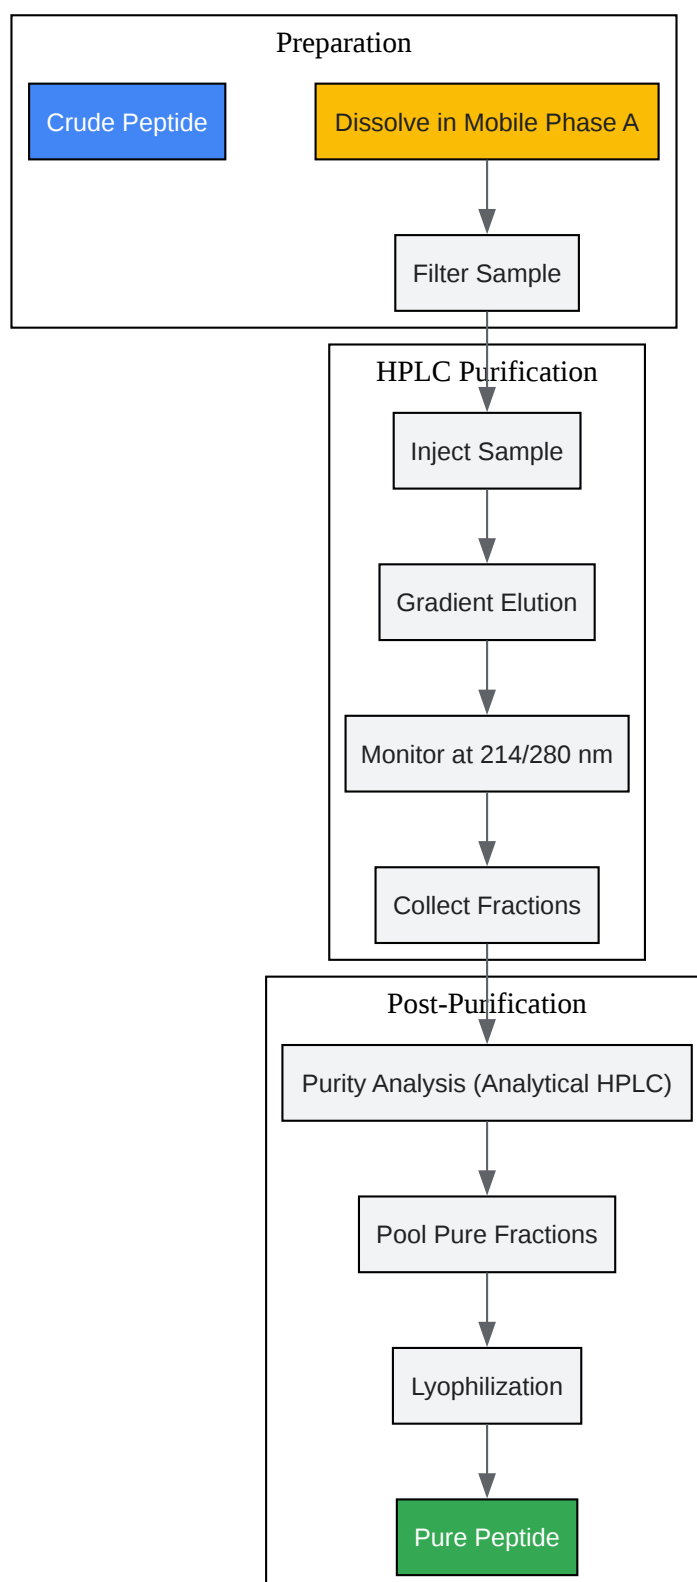 Preparation
Crude Peptide
Dissolve in Mobile Phase A
Filter Sample
HPLC Purification
Inject Sample
Gradient Elution
Monitor at 214/280 nm
Collect Fractions
Post-Purification
Purity Analysis (Analytical HPLC)
Pool Pure Fractions
Lyophilization
Pure Peptide